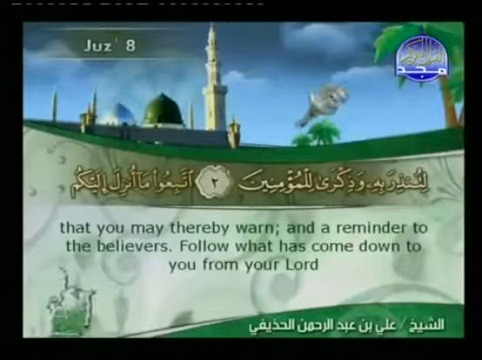 Juz' 8
مجد
لِتُنذِرَ بِهِۦ وَذِكْرَىٰ لِلْمُؤْمِنِينَ ٢ ٱتَّبِعُوا۟ مَآ أُنزِلَ إِلَيْكُم
that you may thereby warn; and a reminder to
the believers. Follow what has come down to
you from your Lord
الشيخ / علي بن عبد الرحمن الحذيفي